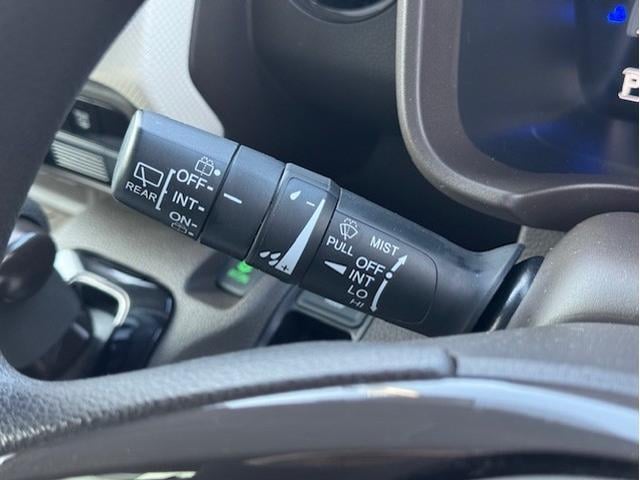 REAR
OFF
INT
ON
−
+
PULL
MIST
OFF
INT
LO
HI
P